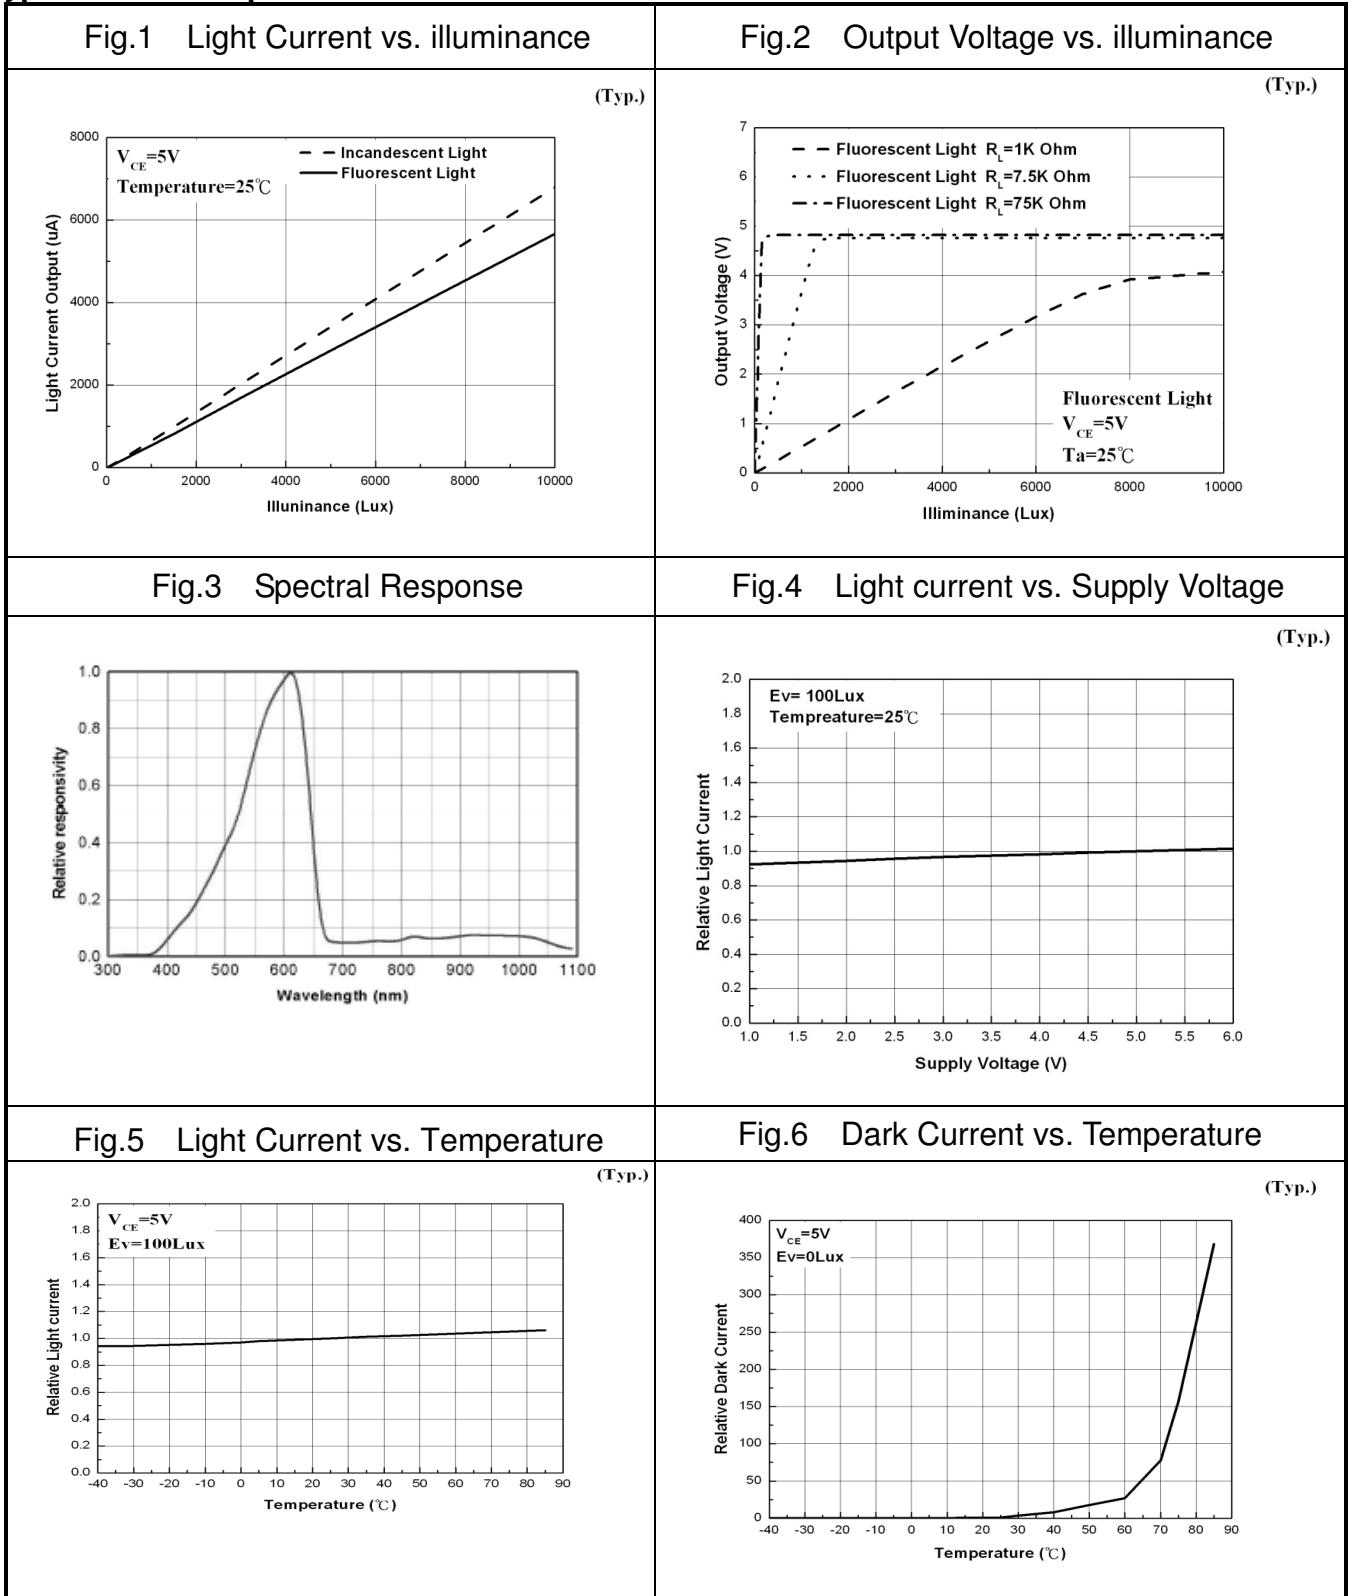 Fig.1 Light Current vs. illuminance
(Typ.)
8000
6000
4000
2000
0
V_CE=5V
Temperature=25℃
Incandescent Light
Fluorescent Light
Light Current Output (uA)
0 2000 4000 6000 8000 10000
Illuninance (Lux)
Fig.2 Output Voltage vs. illuminance
(Typ.)
7
6
5
4
3
2
1
0
Fluorescent Light R_L=1K Ohm
Fluorescent Light R_L=7.5K Ohm
Fluorescent Light R_L=75K Ohm
Output Voltage (V)
Fluorescent Light
V_CE=5V
Ta=25℃
0 2000 4000 6000 8000 10000
Illiminance (Lux)
Fig.3 Spectral Response
1.0
0.8
0.6
0.4
0.2
0.0
Relative responsivity
300 400 500 600 700 800 900 1000 1100
Wavelength (nm)
Fig.4 Light current vs. Supply Voltage
(Typ.)
2.0
1.8
1.6
1.4
1.2
1.0
0.8
0.6
0.4
0.2
0.0
Ev= 100Lux
Tempreature=25℃
Relative Light Current
1.0 1.5 2.0 2.5 3.0 3.5 4.0 4.5 5.0 5.5 6.0
Supply Voltage (V)
Fig.5 Light Current vs. Temperature
(Typ.)
2.0
1.8
1.6
1.4
1.2
1.0
0.8
0.6
0.4
0.2
0.0
V_CE=5V
Ev=100Lux
Relative Light current
-40 -30 -20 -10 0 10 20 30 40 50 60 70 80 90
Temperature (℃)
Fig.6 Dark Current vs. Temperature
(Typ.)
400
350
300
250
200
150
100
50
0
V_CE=5V
Ev=0Lux
Relative Dark Current
-40 -30 -20 -10 0 10 20 30 40 50 60 70 80 90
Temperature (℃)